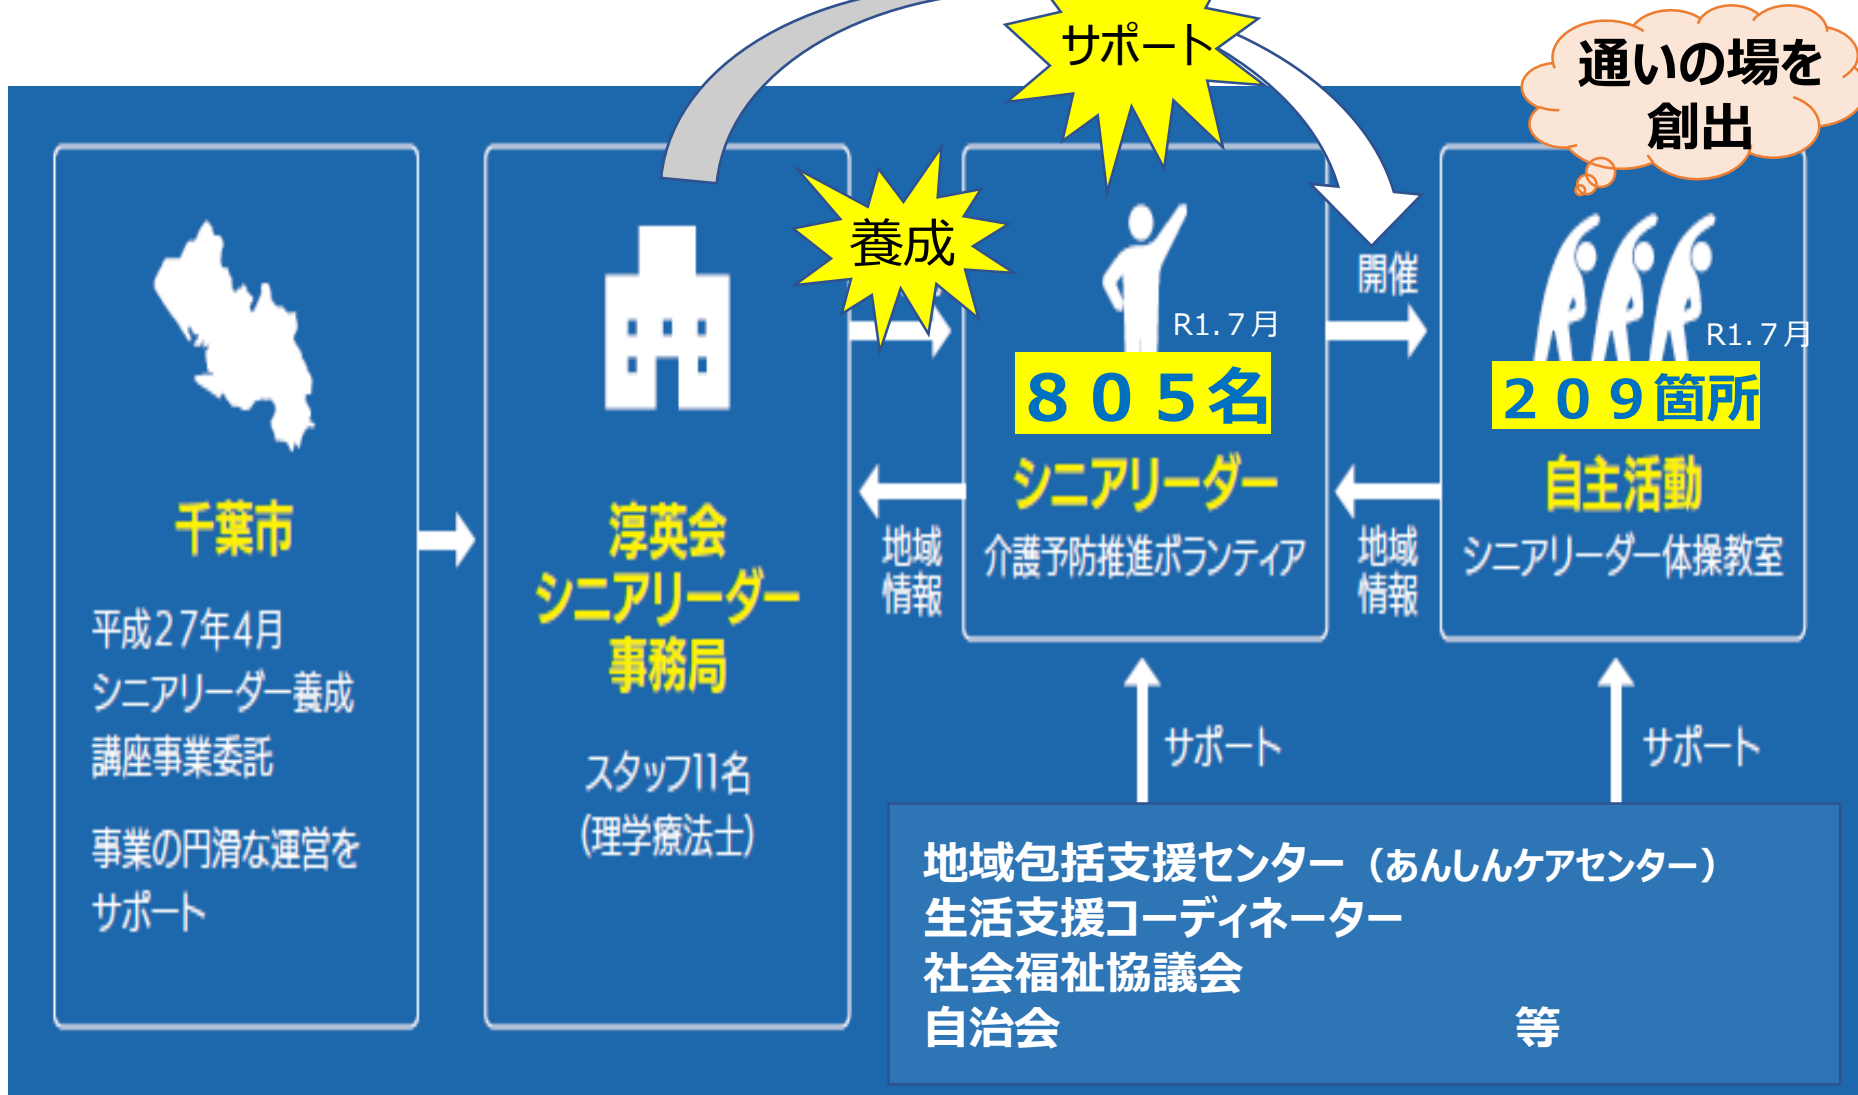 サポート
通いの場を
創出
養成
開催
千葉市
平成27年4月
シニアリーダー養成
講座事業委託
事業の円滑な運営を
サポート
淳英会
シニアリーダー
事務局
スタッフ11名
(理学療法士)
R1.７月
８０５名
シニアリーダー
介護予防推進ボランティア
地域
情報
R1.７月
２０９箇所
自主活動
シニアリーダー体操教室
地域
情報
サポート
サポート
地域包括支援センター（あんしんケアセンター）
生活支援コーディネーター
社会福祉協議会
自治会 等